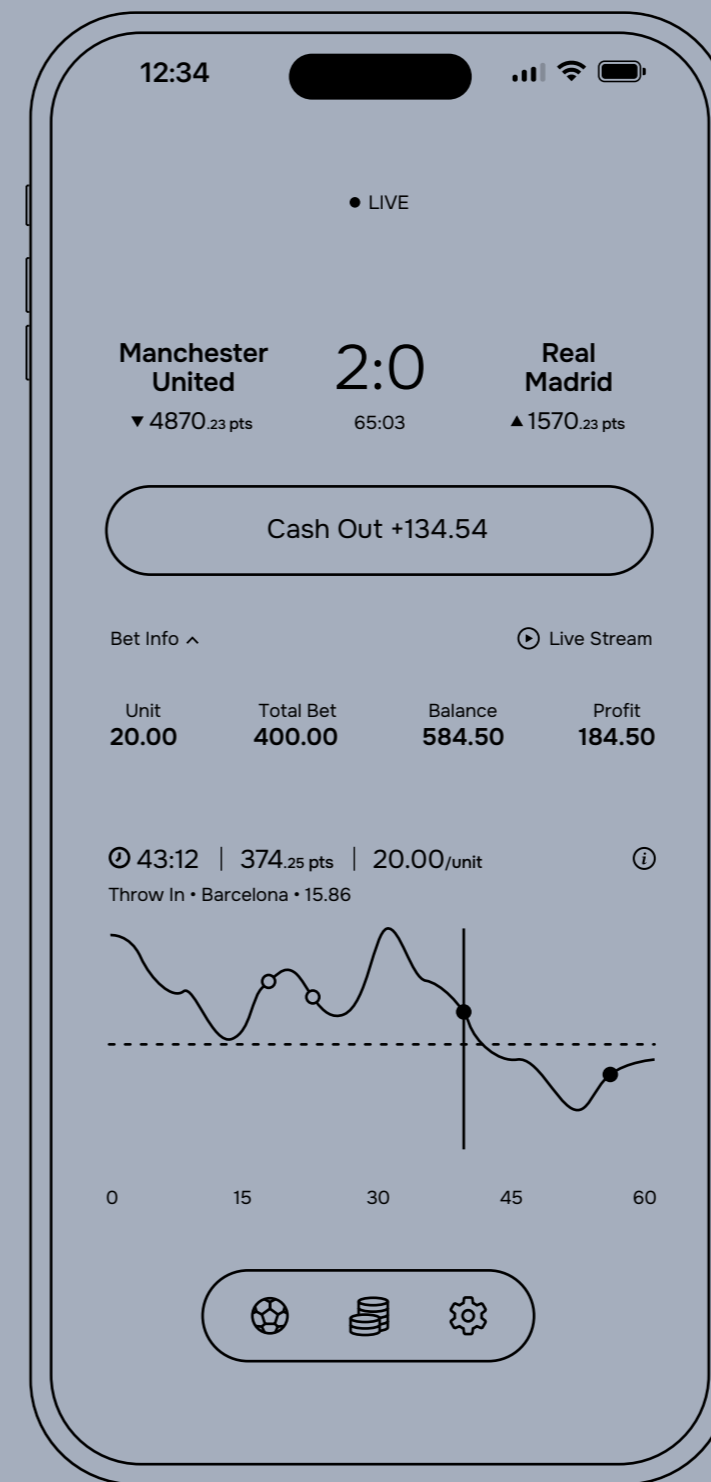 12:34
LIVE
Manchester United 2:0 Real Madrid
▼ 4870.23 pts 65:03 ▲ 1570.23 pts
Cash Out +134.54
Bet Info Live Stream
Unit Total Bet Balance Profit
20.00 400.00 584.50 184.50
43:12 | 374.25 pts | 20.00/unit
Throw In • Barcelona • 15.86
0 15 30 45 60